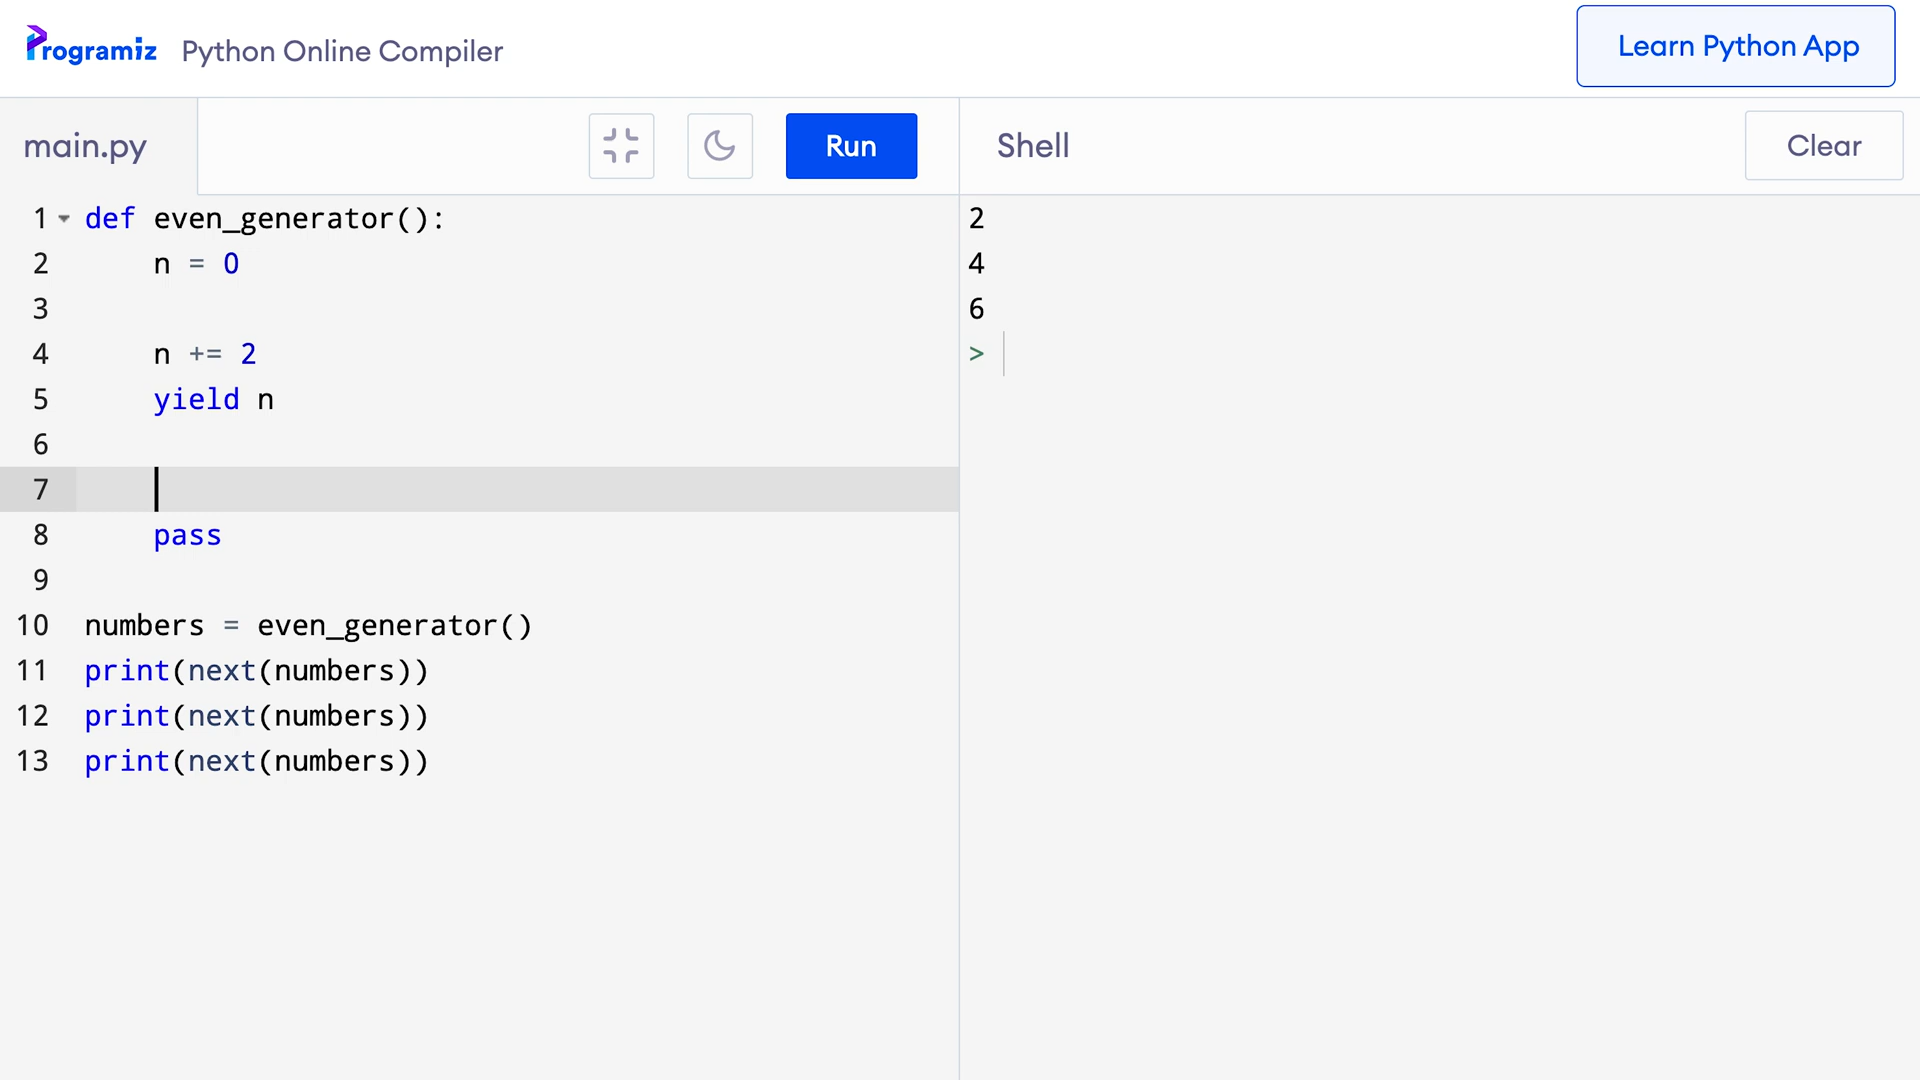 Programiz Python Online Compiler
Learn Python App
main.py
Run
Shell
Clear
1 def even_generator():
2 n = 0
3
4 n += 2
5 yield n
6
7
8 pass
9
10 numbers = even_generator()
11 print(next(numbers))
12 print(next(numbers))
13 print(next(numbers))
2
4
6
>